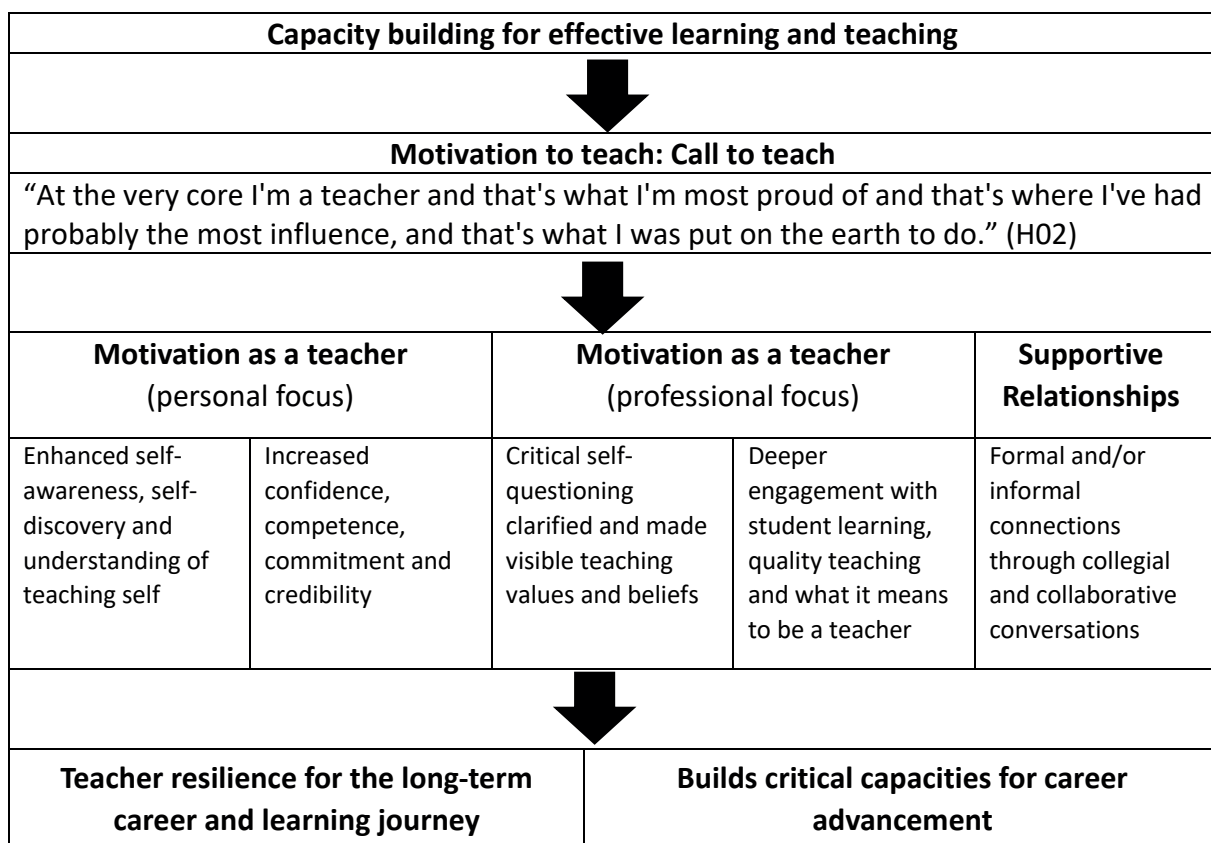 Capacity building for effective learning and teaching
Motivation to teach: Call to teach
“At the very core I'm a teacher and that's what I'm most proud of and that's where I've had
probably the most influence, and that's what I was put on the earth to do.” (H02)
Motivation as a teacher
(personal focus)
Motivation as a teacher
(professional focus)
Supportive
Relationships
Enhanced self-
awareness, self-
discovery and
understanding of
teaching self
Increased
confidence,
competence,
commitment and
credibility
Critical self-
questioning
clarified and made
visible teaching
values and beliefs
Deeper
engagement with
student learning,
quality teaching
and what it means
to be a teacher
Formal and/or
informal
connections
through collegial
and collaborative
conversations
Teacher resilience for the long-term
career and learning journey
Builds critical capacities for career
advancement